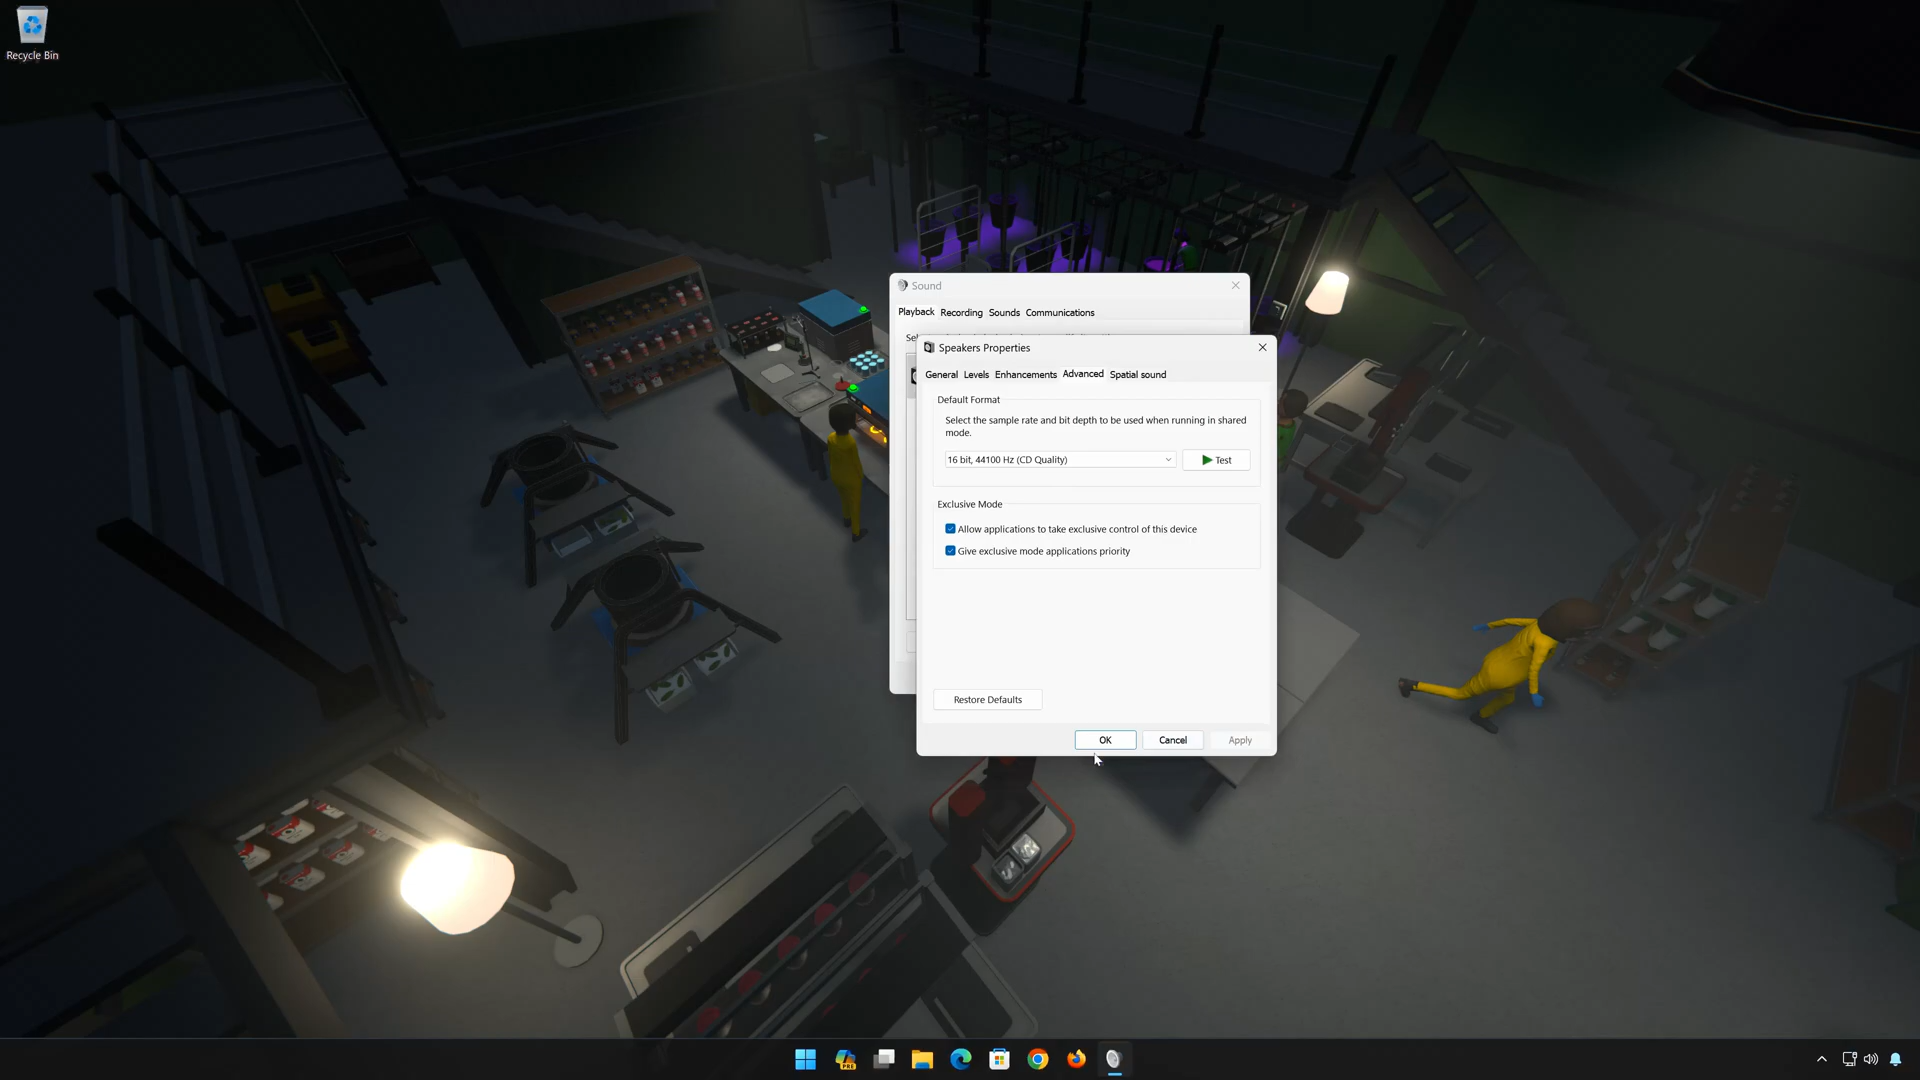 Recycle Bin
Sound
Playback Recording Sounds Communications
Speakers Properties
General Levels Enhancements Advanced Spatial sound
Default Format
Select the sample rate and bit depth to be used when running in shared
mode.
16 bit, 44100 Hz (CD Quality)
Test
Exclusive Mode
Allow applications to take exclusive control of this device
Give exclusive mode applications priority
Restore Defaults
OK Cancel Apply
PRE